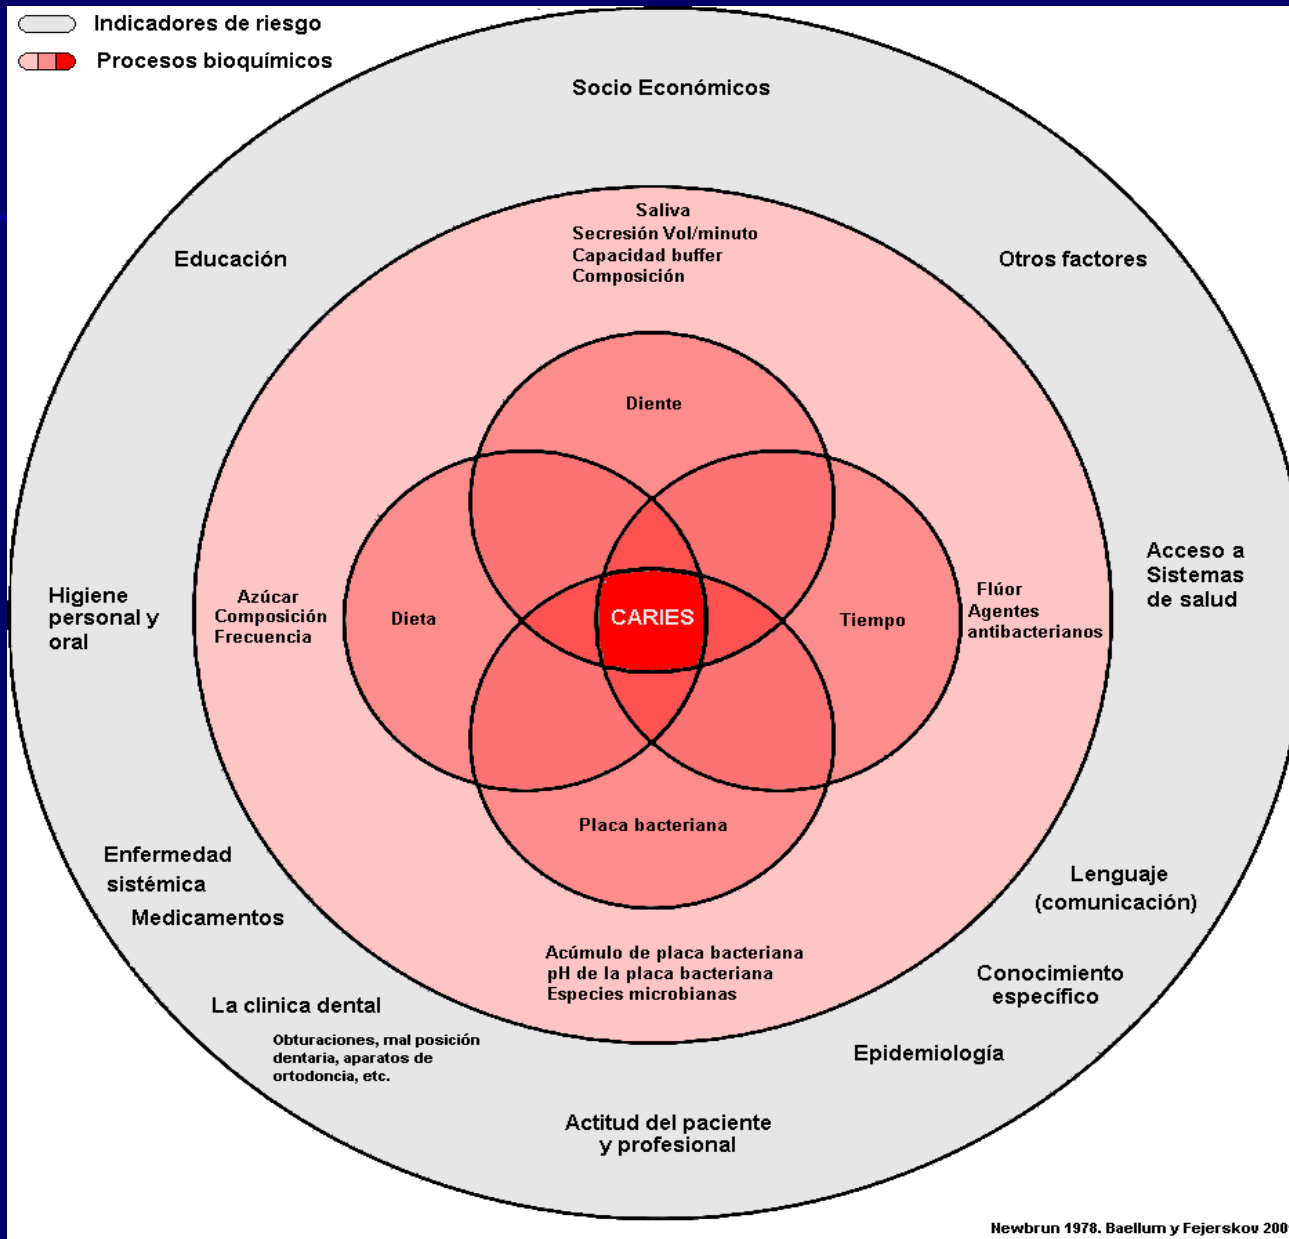 Indicadores de riesgo
Procesos bioquímicos
Socio Económicos
Educación
Otros factores
Saliva
Secresión Vol/minuto
Capacidad buffer
Composición
Diente
Higiene
personal y
oral
Azúcar
Composición
Frecuencia
Dieta
CARIES
Tiempo
Flúor
Agentes
antibacterianos
Acceso a
Sistemas
de salud
Placa bacteriana
Enfermedad
sistémica
Medicamentos
Lenguaje
(comunicación)
Acúmulo de placa bacteriana
pH de la placa bacteriana
Especies microbianas
Conocimiento
específico
La clinica dental
Obturaciones, mal posición
dentaria, aparatos de
ortodoncia, etc.
Epidemiología
Actitud del paciente
y profesional
Newbrun 1978. Baellum y Fejerskov